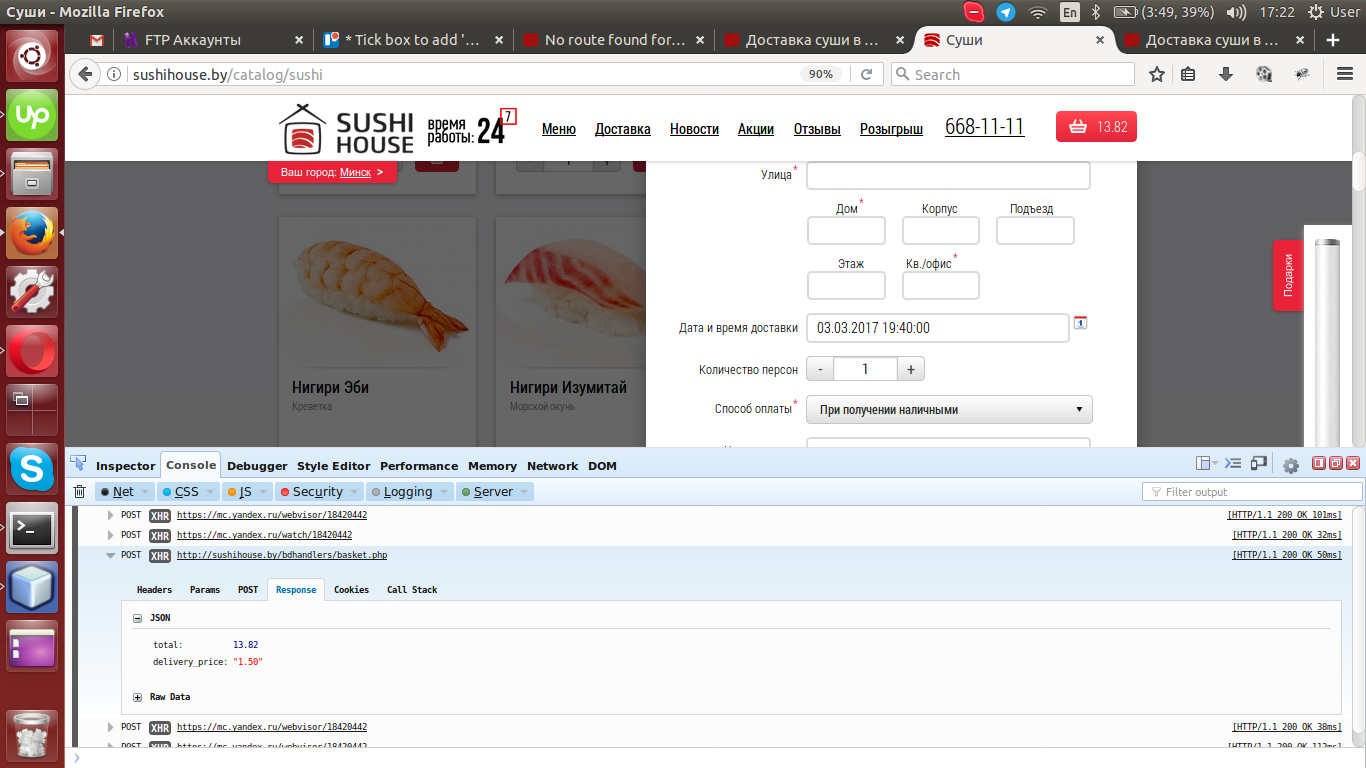 Суши - Mozilla Firefox
En
(3:49, 39%)
17:22
User
FTP Аккаунты
* Tick box to add '...
No route found for...
Доставка суши в ...
Суши
Доставка суши в ...
sushihouse.by/catalog/sushi
90%
Search
SUSHI HOUSE
время работы: 24 7
Меню
Доставка
Новости
Акции
Отзывы
Розыгрыш
668-11-11
13.82
Ваш город: Минск >
Улица*
Дом*
Корпус
Подъезд
Этаж
Кв./офис*
Дата и время доставки
03.03.2017 19:40:00
Количество персон
- 1 +
Способ оплаты*
При получении наличными
Подарки
Нигири Эби
Креветка
Нигири Изумитай
Морской окунь
Inspector
Console
Debugger
Style Editor
Performance
Memory
Network
DOM
Net
CSS
JS
Security
Logging
Server
Filter output
POST XHR https://mc.yandex.ru/webvisor/18420442 [HTTP/1.1 200 OK 101ms]
POST XHR https://mc.yandex.ru/watch/18420442 [HTTP/1.1 200 OK 32ms]
POST XHR http://sushihouse.by/bdhandlers/basket.php [HTTP/1.1 200 OK 50ms]
Headers
Params
POST
Response
Cookies
Call Stack
JSON
total: 13.82
delivery_price: "1.50"
Raw Data
POST XHR https://mc.yandex.ru/webvisor/18420442 [HTTP/1.1 200 OK 38ms]
POST XHR https://mc.yandex.ru/webvisor/18420442 [HTTP/1.1 200 OK 112ms]